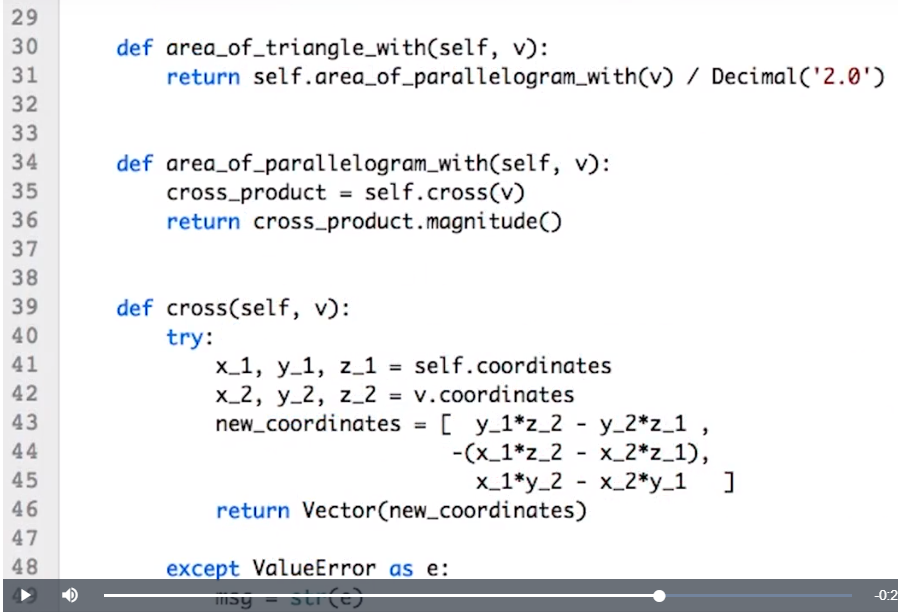 29
30 def area_of_triangle_with(self, v):
31 return self.area_of_parallelogram_with(v) / Decimal('2.0')
32
33
34 def area_of_parallelogram_with(self, v):
35 cross_product = self.cross(v)
36 return cross_product.magnitude()
37
38
39 def cross(self, v):
40 try:
41 x_1, y_1, z_1 = self.coordinates
42 x_2, y_2, z_2 = v.coordinates
43 new_coordinates = [ y_1*z_2 - y_2*z_1 ,
44 -(x_1*z_2 - x_2*z_1),
45 x_1*y_2 - x_2*y_1 ]
46 return Vector(new_coordinates)
47
48 except ValueError as e:
49 msg = str(e)
-0:2